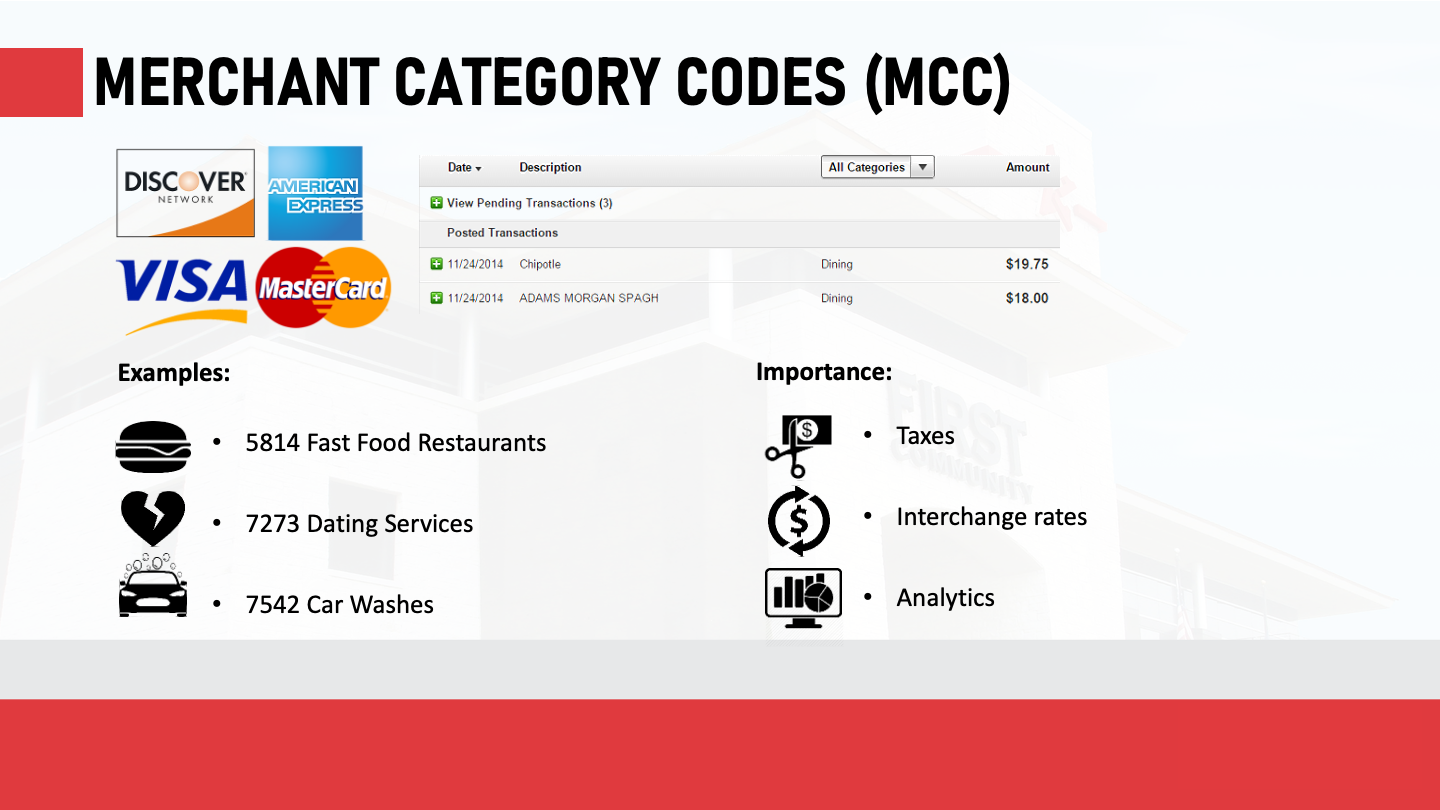 MERCHANT CATEGORY CODES (MCC)
DISCOVER
NETWORK
AMERICAN
EXPRESS
VISA
MasterCard
Date Description All Categories Amount
View Pending Transactions (3)
Posted Transactions
11/24/2014 Chipotle Dining $19.75
11/24/2014 ADAMS MORGAN SPAGH Dining $18.00
Examples:
• 5814 Fast Food Restaurants
• 7273 Dating Services
• 7542 Car Washes
Importance:
$
• Taxes
$
• Interchange rates
• Analytics
FIRST
COMMUNITY